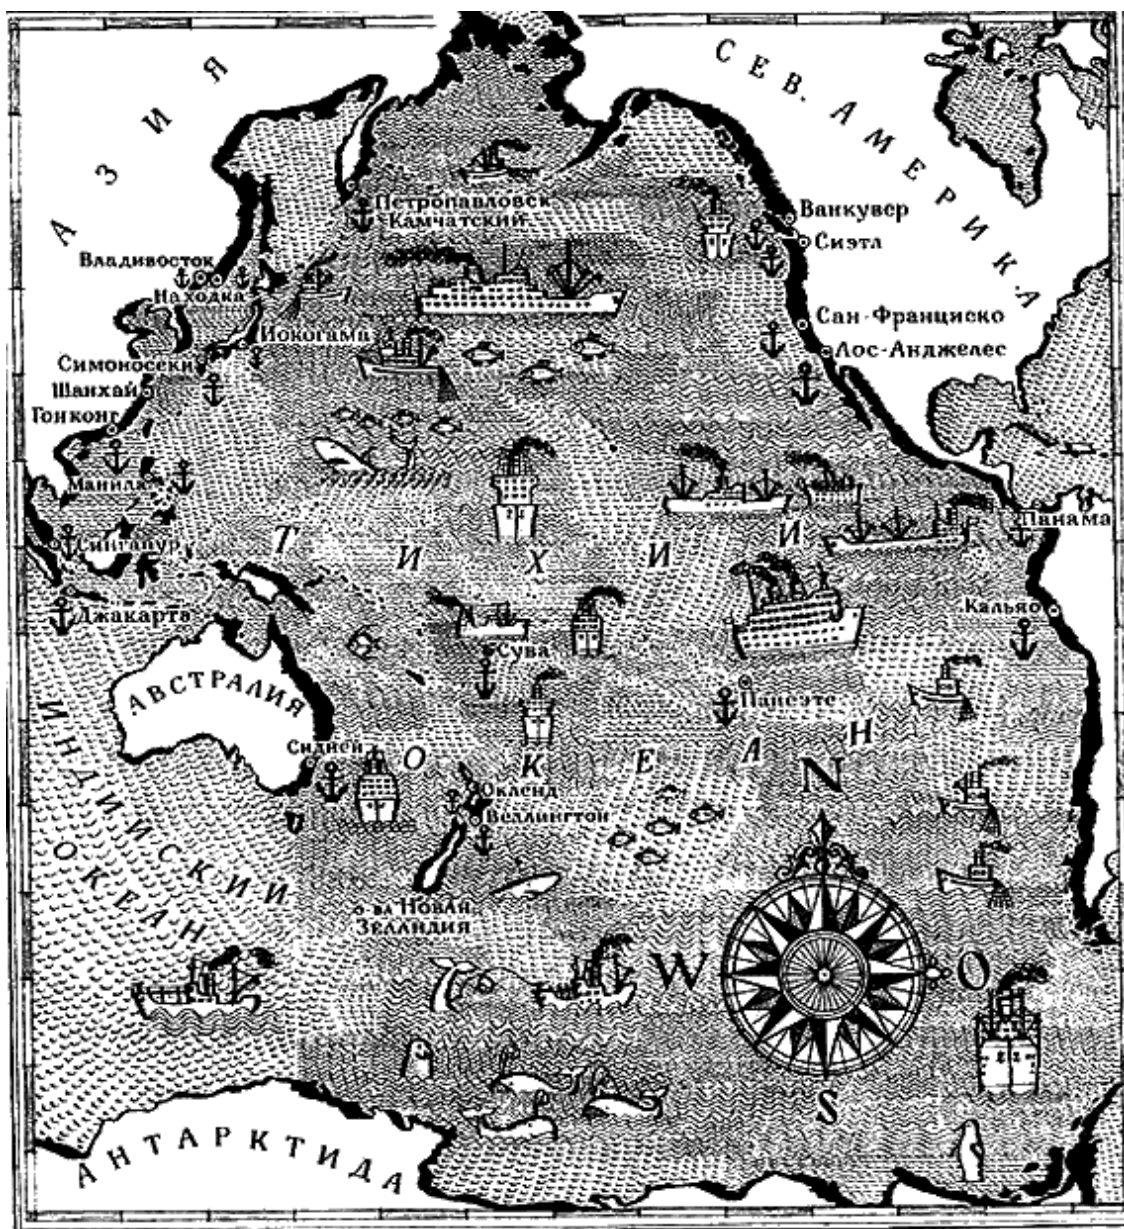 АЗИЯ
СЕВ. АМЕРИКА
Петропавловск
Камчатский
Ванкувер
Сиэтл
Владивосток
Находка
Сан-Франциско
Иокогама
Лос-Анджелес
Симоносеки
Шанхай
Гонконг
Манила
Панама
Сингапур
ТИХИЙ
Джакарта
Кальяо
Сува
АВСТРАЛИЯ
Папеэте
Сидней
ОКЕАН
N
Окленд
Веллингтон
ИНДИЙСКИЙ
ОКЕАН
о-ва Новая
Зеландия
W
O
S
АНТАРКТИДА